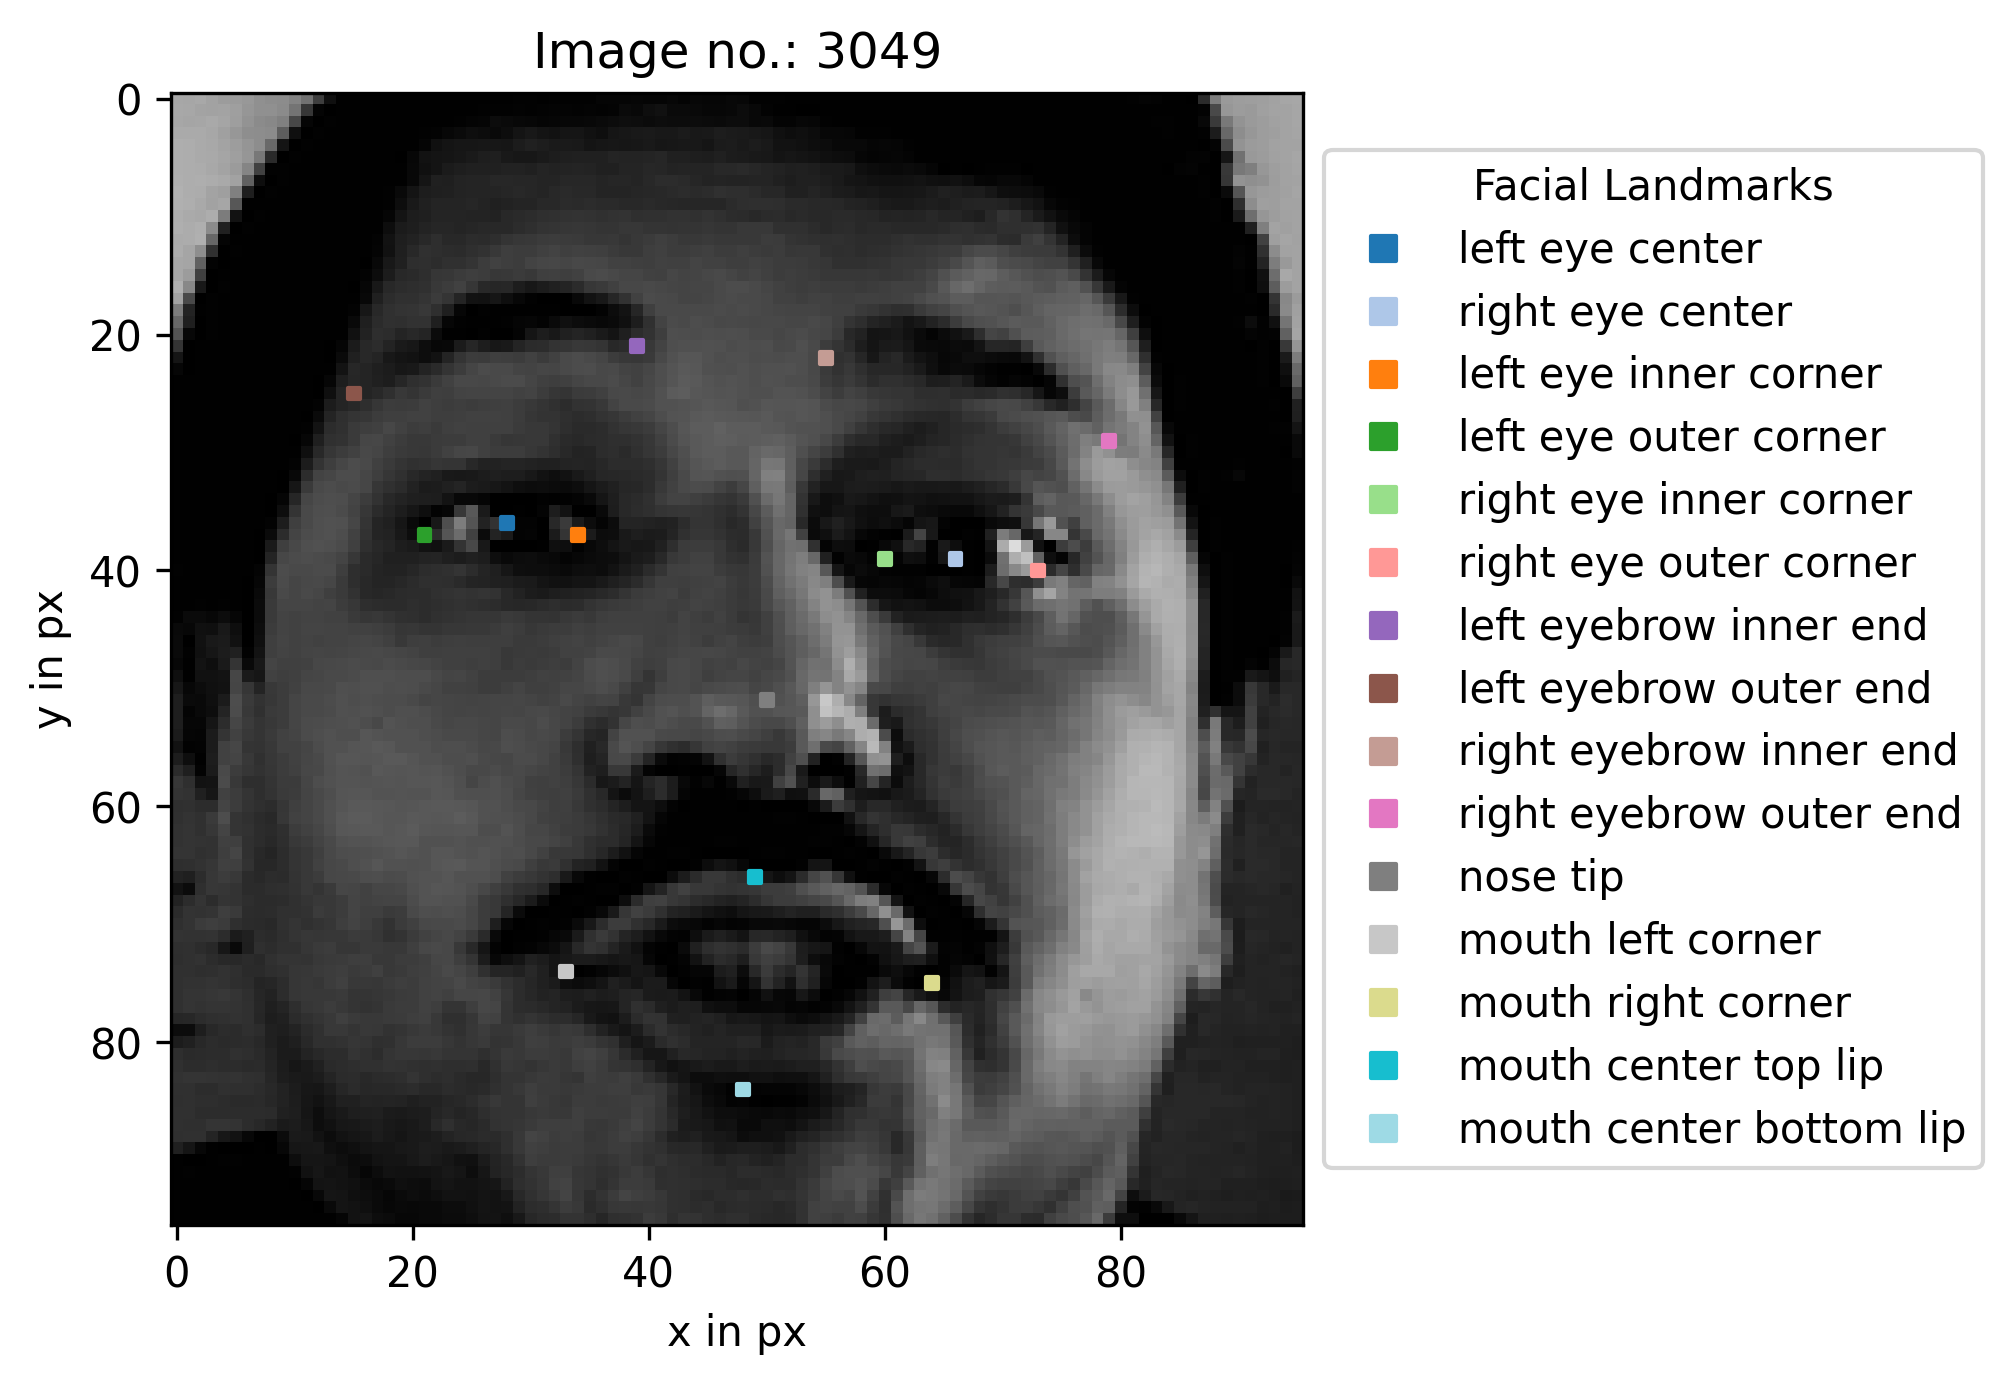 Image no.: 3049
0
20
40
60
80
y in px
0 20 40 60 80
x in px
Facial Landmarks
left eye center
right eye center
left eye inner corner
left eye outer corner
right eye inner corner
right eye outer corner
left eyebrow inner end
left eyebrow outer end
right eyebrow inner end
right eyebrow outer end
nose tip
mouth left corner
mouth right corner
mouth center top lip
mouth center bottom lip